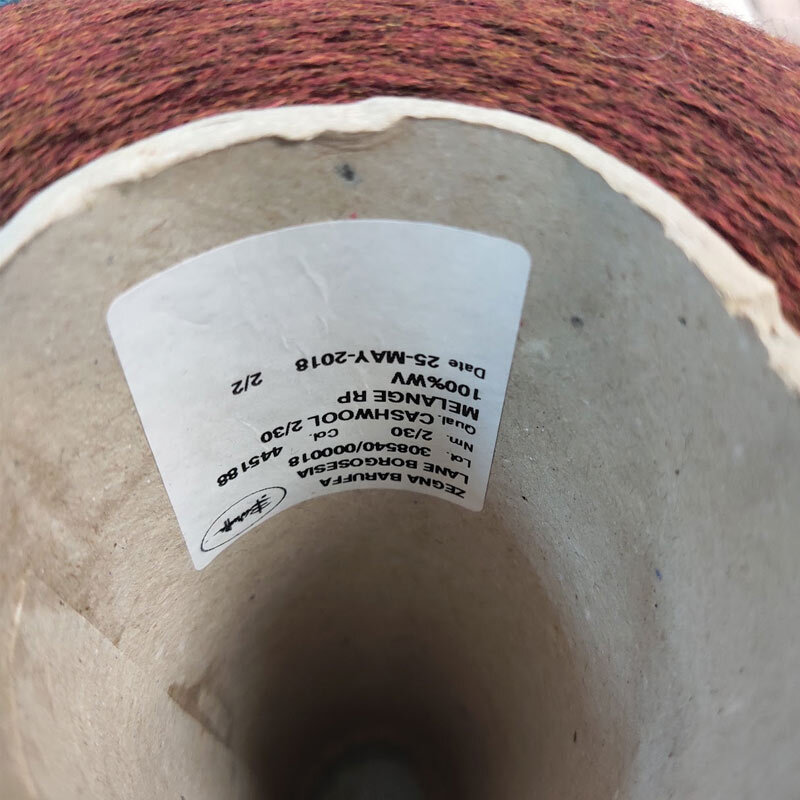 ZEGNA BARUFFA
LANE BORGOSESIA
Lot. 308540/000018
Nm. 2/30 Col. 445188
Qual. CASHWOOL 2/30
MELANGE RP
100%WV 2/2
Date 25-MAY-2018